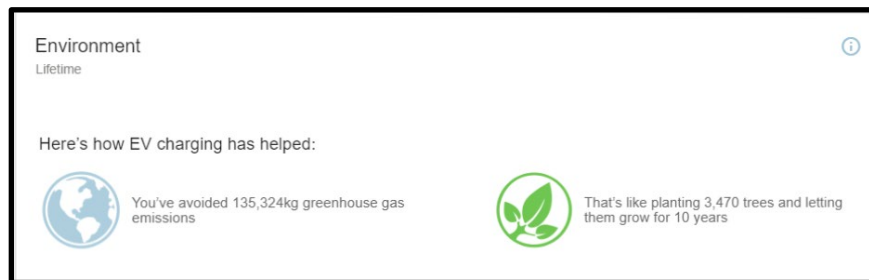 Environment
Lifetime
Here's how EV charging has helped:
You've avoided 135,324kg greenhouse gas
emissions
That's like planting 3,470 trees and letting
them grow for 10 years